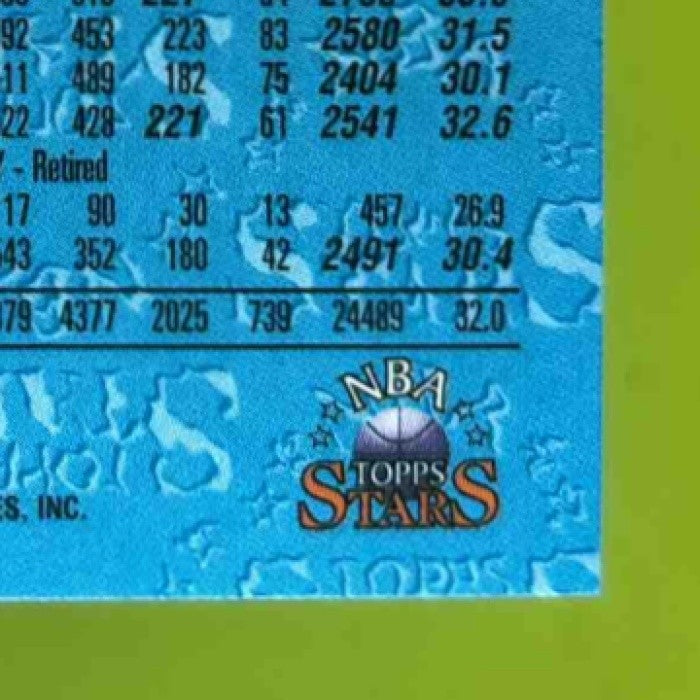 92 453 223 83 2580 31.5
11 489 182 75 2404 30.1
22 428 221 61 2541 32.6
- Retired
17 90 30 13 457 26.9
43 352 180 42 2491 30.4
79 4377 2025 739 24489 32.0
NBA
TOPPS
STARS
ES, INC.
TOPPS